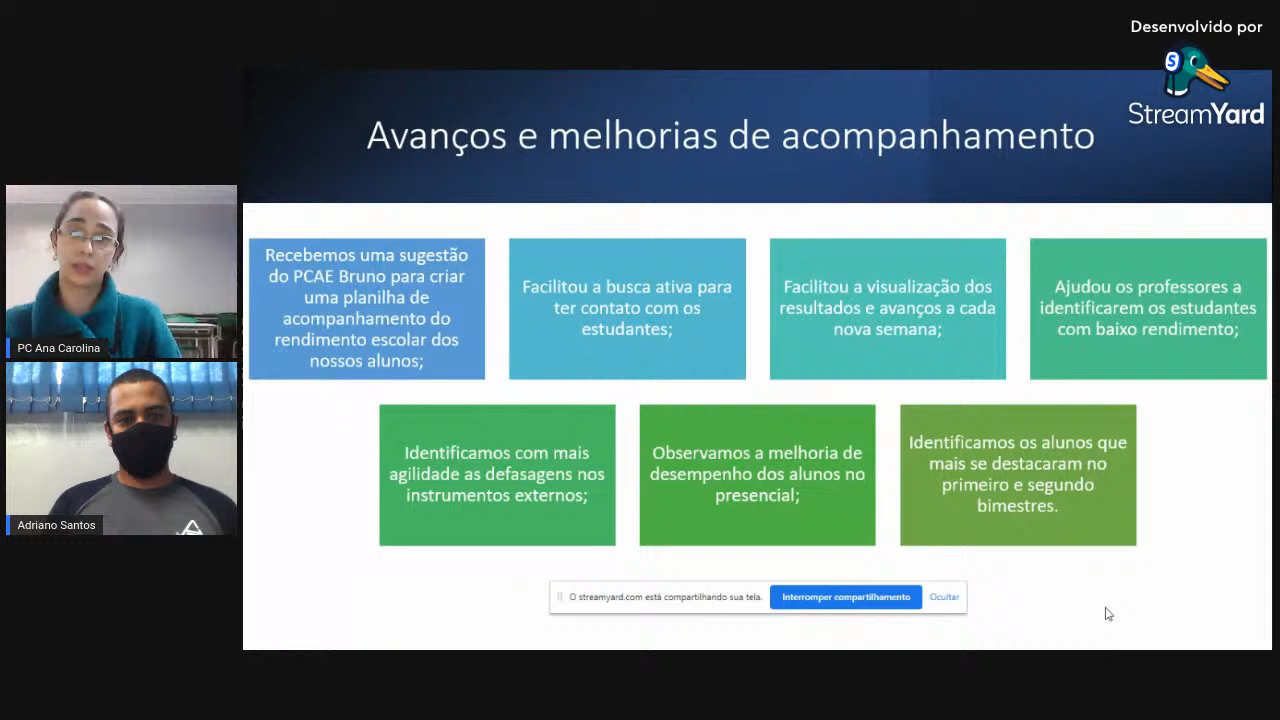 Desenvolvido por
StreamYard
Avanços e melhorias de acompanhamento
Recebemos uma sugestão
do PCAE Bruno para criar
uma planilha de
acompanhamento do
rendimento escolar dos
nossos alunos;
Facilitou a busca ativa para
ter contato com os
estudantes;
Facilitou a visualização dos
resultados e avanços a cada
nova semana;
Ajudou os professores a
identificarem os estudantes
com baixo rendimento;
PC Ana Carolina
Adriano Santos
Identificamos com mais
agilidade as defasagens nos
instrumentos externos;
Observamos a melhoria de
desempenho dos alunos no
presencial;
Identificamos os alunos que
mais se destacaram no
primeiro e segundo
bimestres.
O streamyard.com está compartilhando sua tela.
Interromper compartilhamento
Ocultar